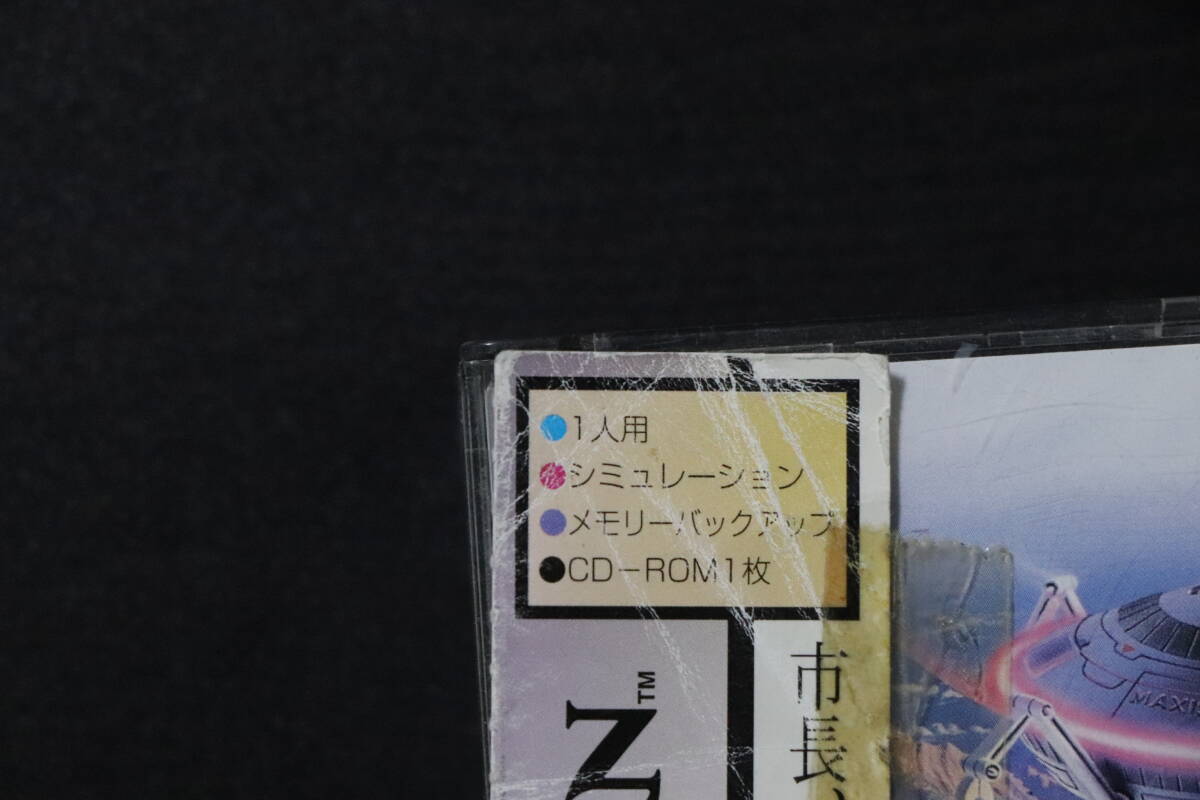 ●1人用
●シミュレーション
●メモリーバックアップ
●CD-ROM1枚
N™
市長